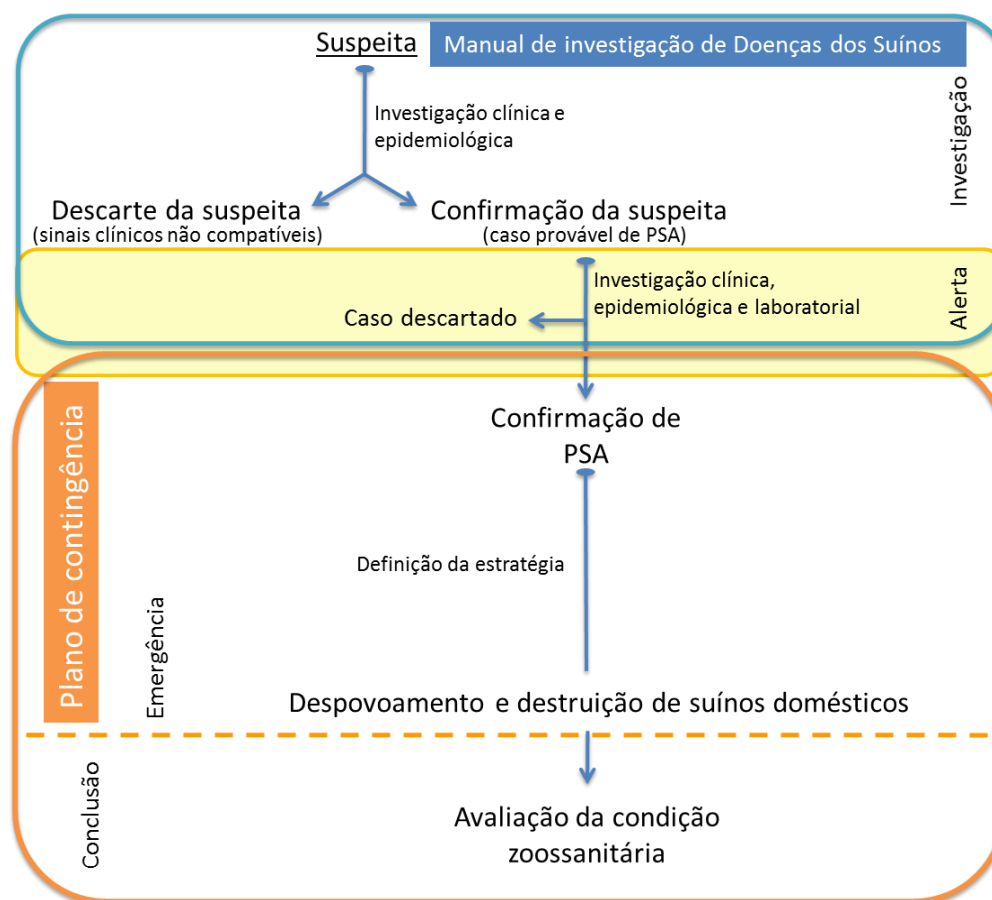 Suspeita
Manual de investigação de Doenças dos Suínos
Investigação
Investigação clínica e
epidemiológica
Descarte da suspeita
(sinais clínicos não compatíveis)
Confirmação da suspeita
(caso provável de PSA)
Investigação clínica,
epidemiológica e laboratorial
Alerta
Caso descartado
Confirmação de
PSA
Plano de contingência
Definição da estratégia
Emergência
Despovoamento e destruição de suínos domésticos
Conclusão
Avaliação da condição
zoossanitária